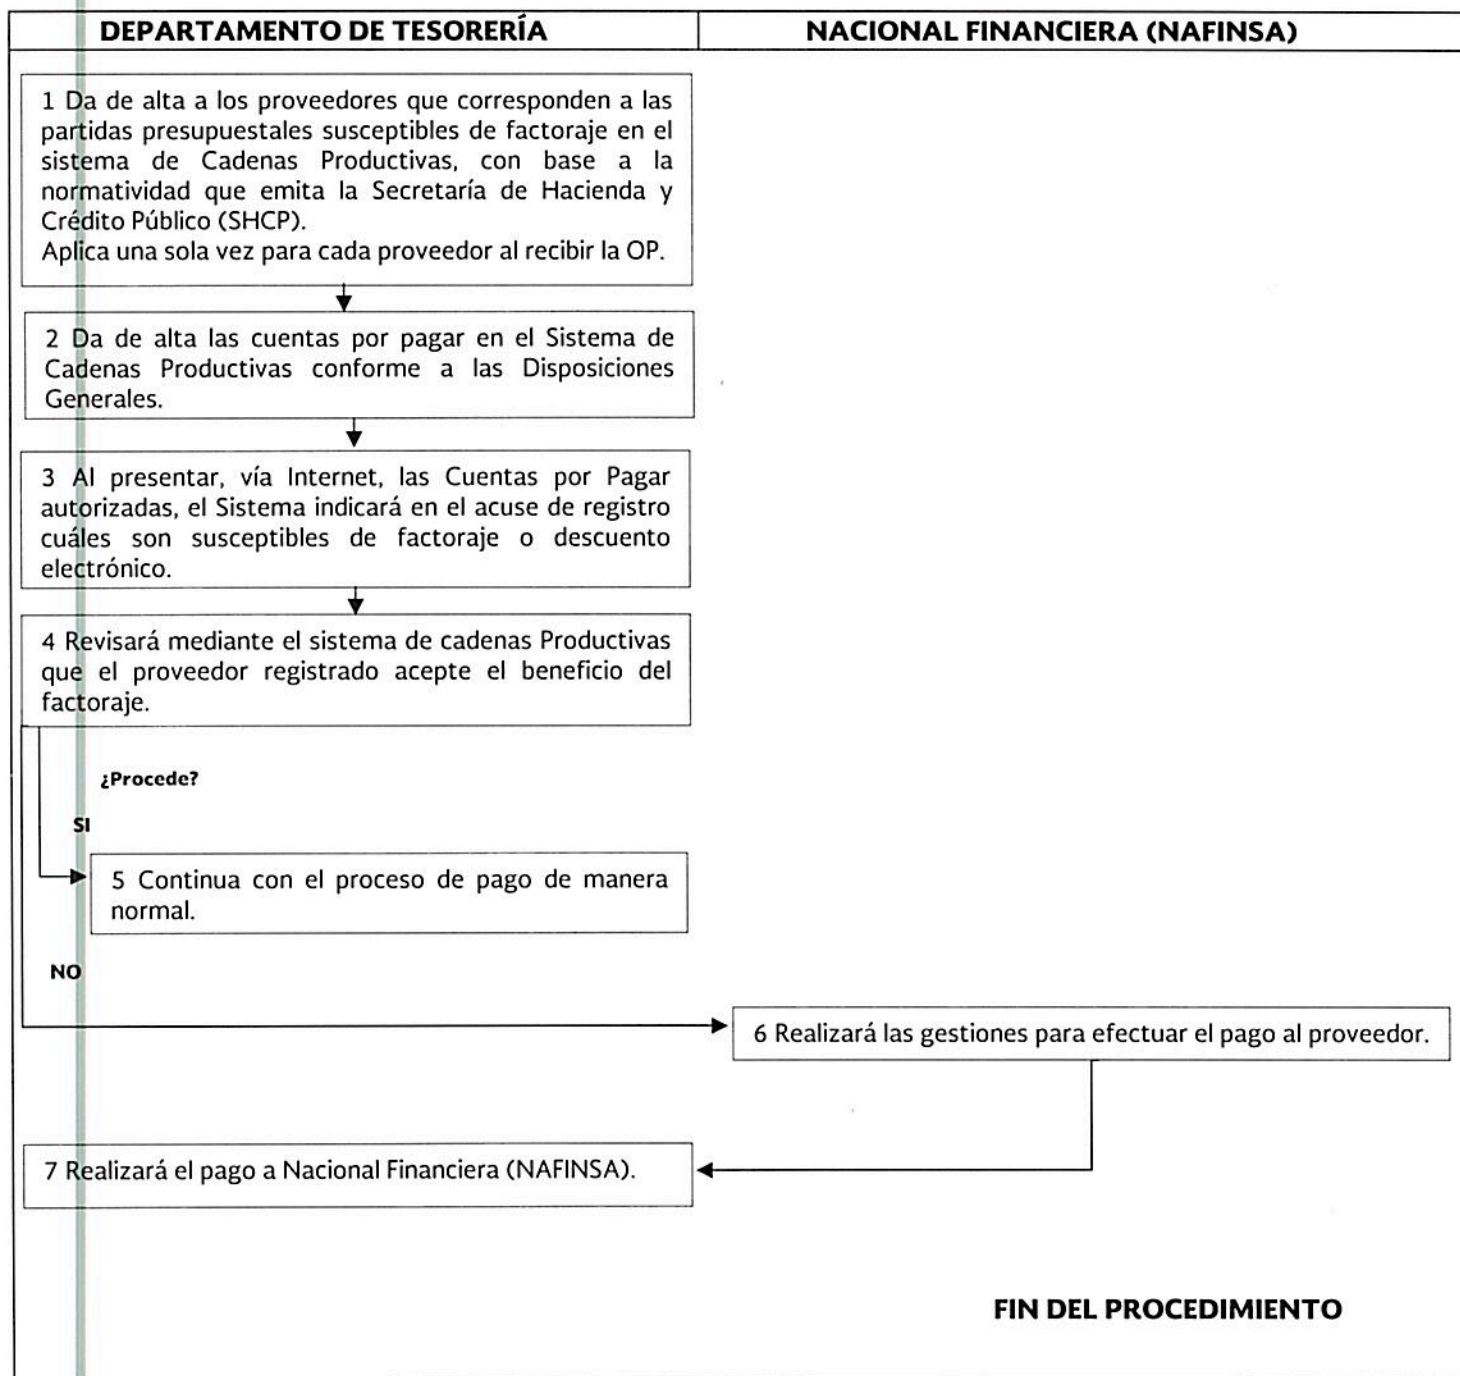 DEPARTAMENTO DE TESORERÍA
NACIONAL FINANCIERA (NAFINSA)
1 Da de alta a los proveedores que corresponden a las
partidas presupuestales susceptibles de factoraje en el
sistema de Cadenas Productivas, con base a la
normatividad que emita la Secretaría de Hacienda y
Crédito Público (SHCP).
Aplica una sola vez para cada proveedor al recibir la OP.
2 Da de alta las cuentas por pagar en el Sistema de
Cadenas Productivas conforme a las Disposiciones
Generales.
3 Al presentar, vía Internet, las Cuentas por Pagar
autorizadas, el Sistema indicará en el acuse de registro
cuáles son susceptibles de factoraje o descuento
electrónico.
4 Revisará mediante el sistema de cadenas Productivas
que el proveedor registrado acepte el beneficio del
factoraje.
¿Procede?
SI
5 Continua con el proceso de pago de manera
normal.
NO
6 Realizará las gestiones para efectuar el pago al proveedor.
7 Realizará el pago a Nacional Financiera (NAFINSA).
FIN DEL PROCEDIMIENTO